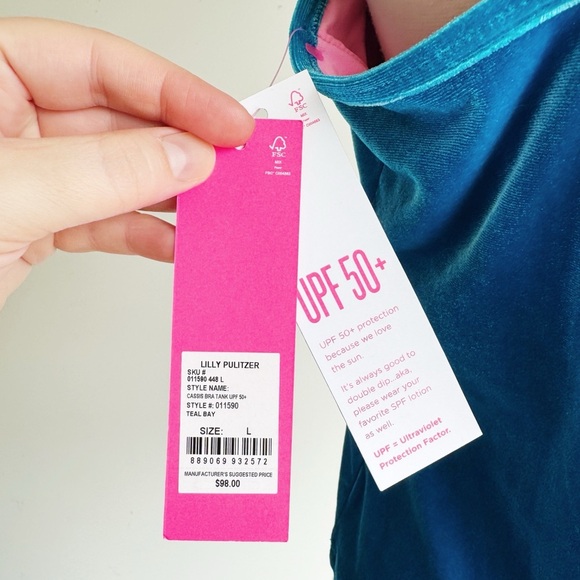 FSC
FSC
LILLY PULITZER
SKU #
011590 448 L
STYLE NAME:
CASSIS BRA TANK UPF 50+
STYLE #: 011590
TEAL BAY
SIZE: L
889069 932572
MANUFACTURER'S SUGGESTED PRICE
$98.00
UPF 50+
UPF 50+ protection
because we love
the sun.
It's always good to
double dip...aka,
please wear your
favorite SPF lotion
as well.
UPF = Ultraviolet
Protection Factor.